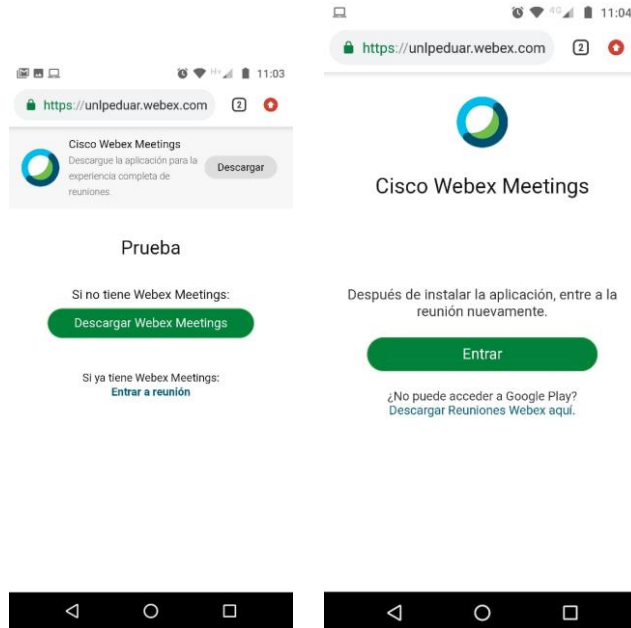 H+ 11:03
https://unlpeduar.webex.com 2
Cisco Webex Meetings
Descargue la aplicación para la
experiencia completa de
reuniones.
Descargar
Prueba
Si no tiene Webex Meetings:
Descargar Webex Meetings
Si ya tiene Webex Meetings:
Entrar a reunión
4G 11:04
https://unlpeduar.webex.com 2
Cisco Webex Meetings
Después de instalar la aplicación, entre a la
reunión nuevamente.
Entrar
¿No puede acceder a Google Play?
Descargar Reuniones Webex aquí.